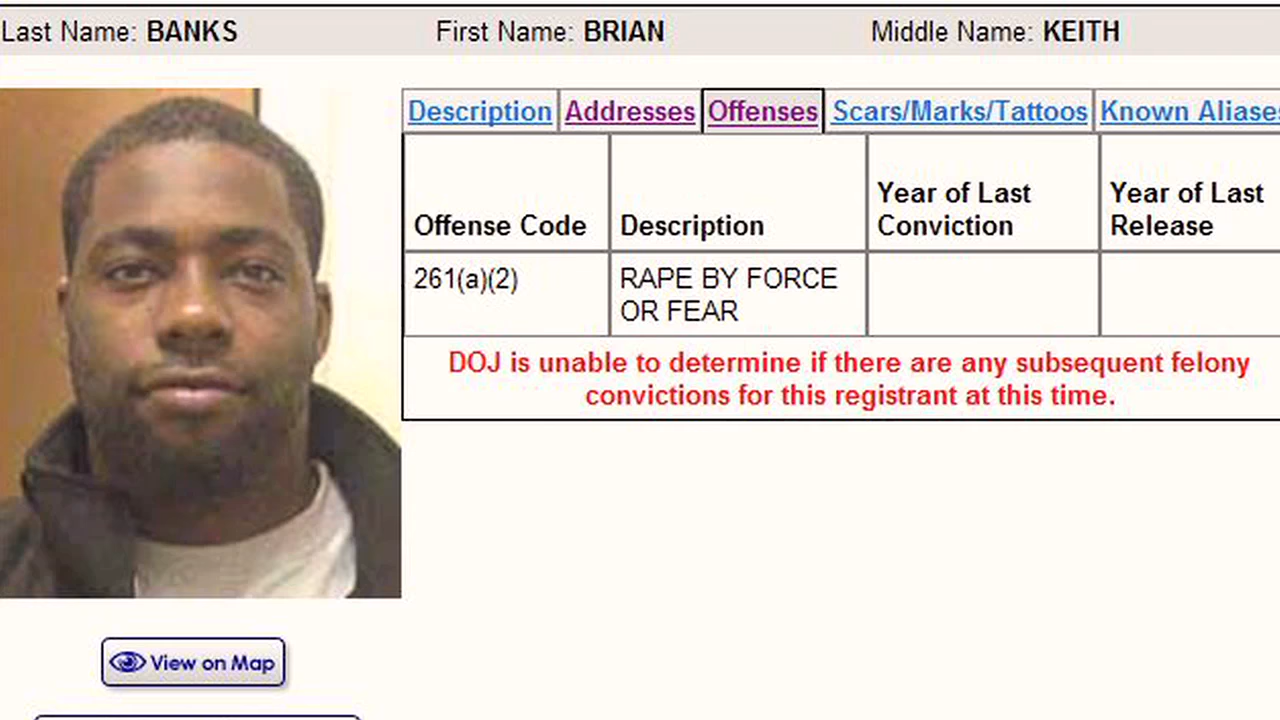 Last Name: BANKS First Name: BRIAN Middle Name: KEITH
Description Addresses Offenses Scars/Marks/Tattoos Known Aliases
Offense Code Description Year of Last Conviction Year of Last Release
261(a)(2) RAPE BY FORCE OR FEAR
DOJ is unable to determine if there are any subsequent felony
convictions for this registrant at this time.
View on Map